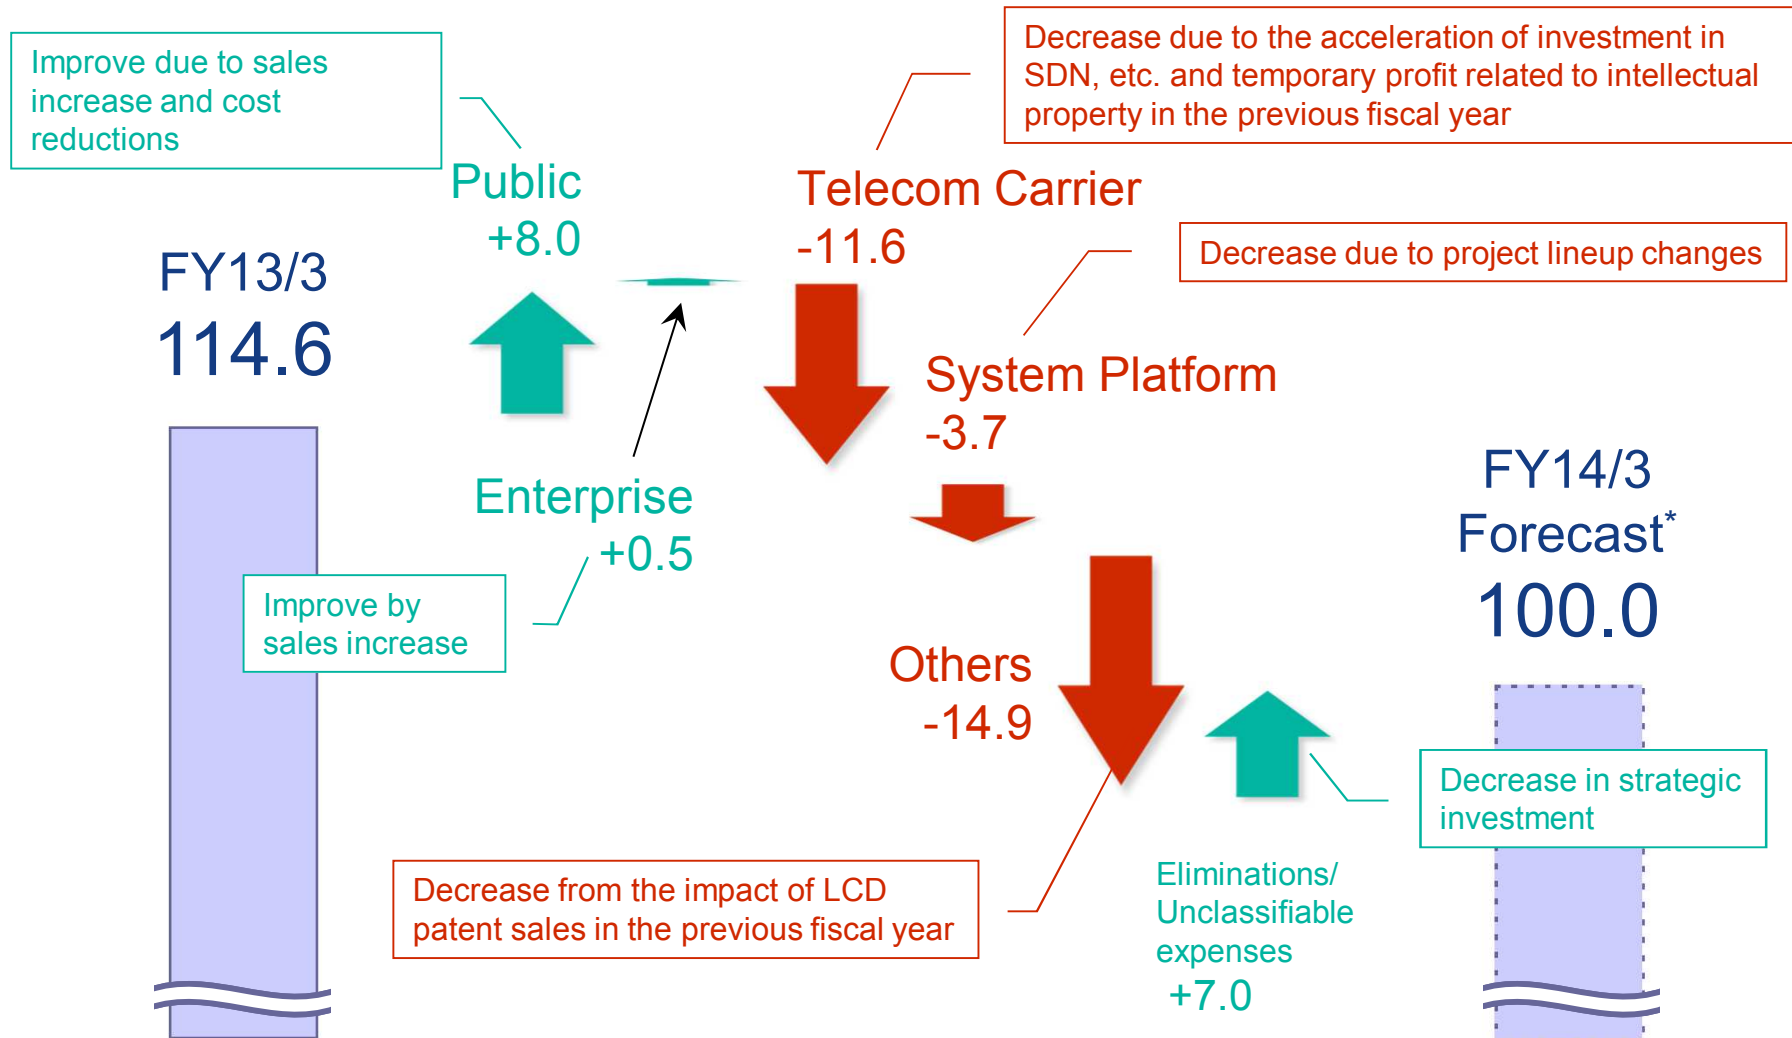 Improve due to sales
increase and cost
reductions
Decrease due to the acceleration of investment in
SDN, etc. and temporary profit related to intellectual
property in the previous fiscal year
Public
+8.0
Telecom Carrier
-11.6
Decrease due to project lineup changes
FY13/3
114.6
System Platform
-3.7
Enterprise
+0.5
FY14/3
Forecast*
100.0
Improve by
sales increase
Others
-14.9
Decrease in strategic
investment
Decrease from the impact of LCD
patent sales in the previous fiscal year
Eliminations/
Unclassifiable
expenses
+7.0